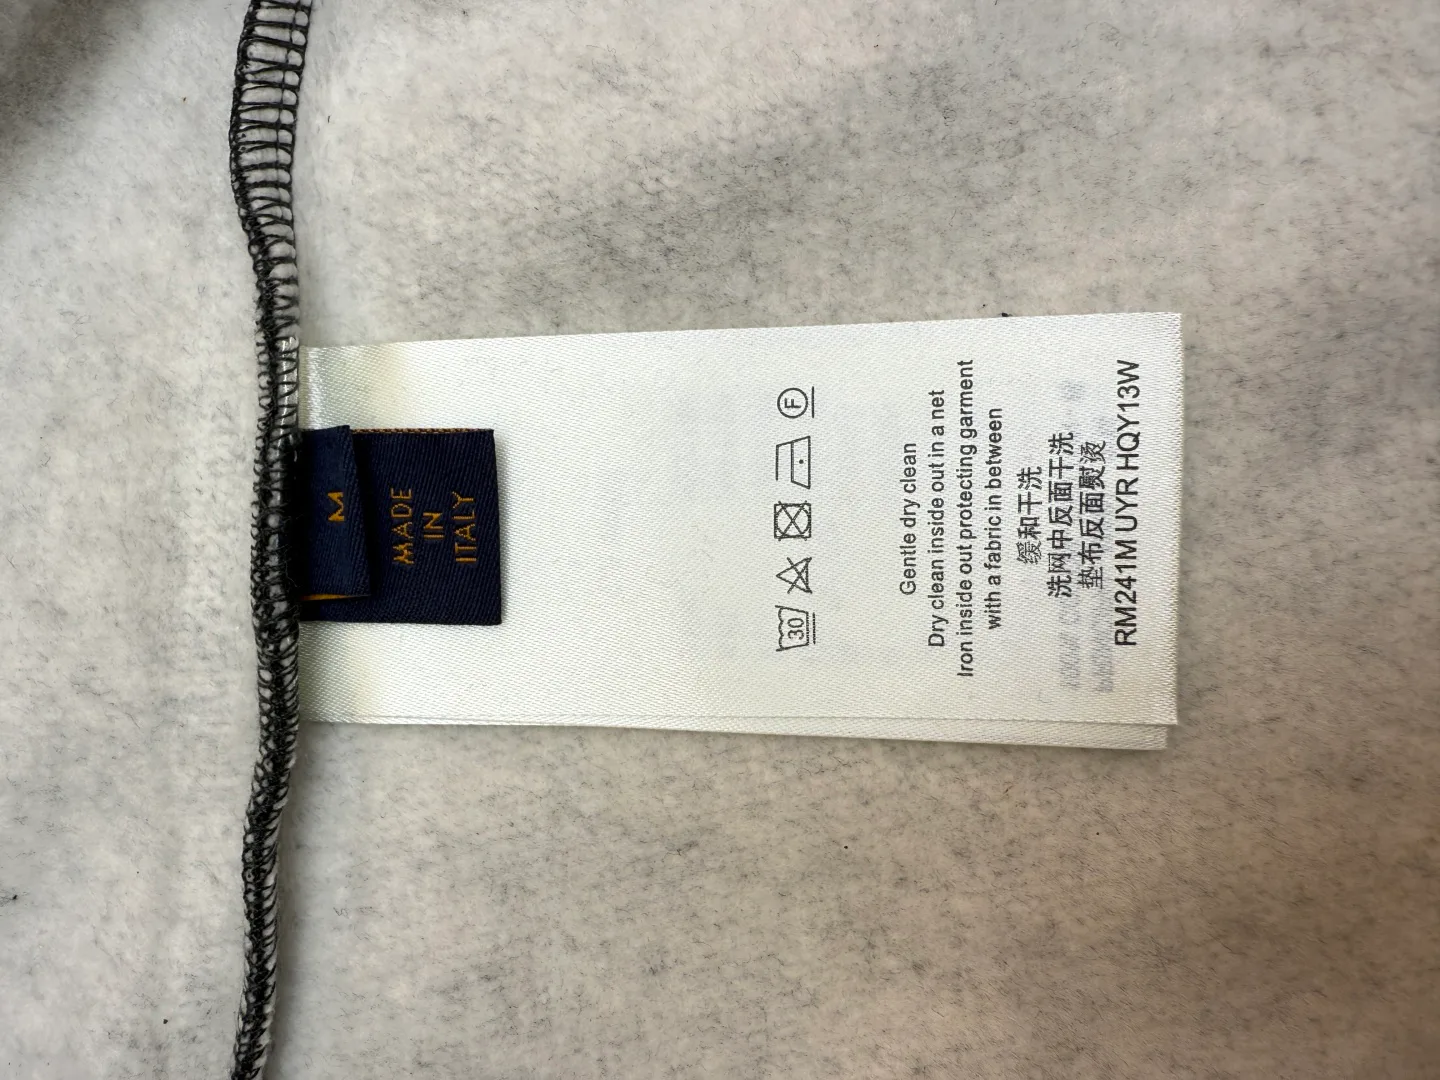 M
MADE
IN
ITALY
30
F
Gentle dry clean
Dry clean inside out in a net
Iron inside out protecting garment
with a fabric in between
缓和干洗
洗网中反面干洗
垫布反面熨烫
RM241M UYR HQY13W